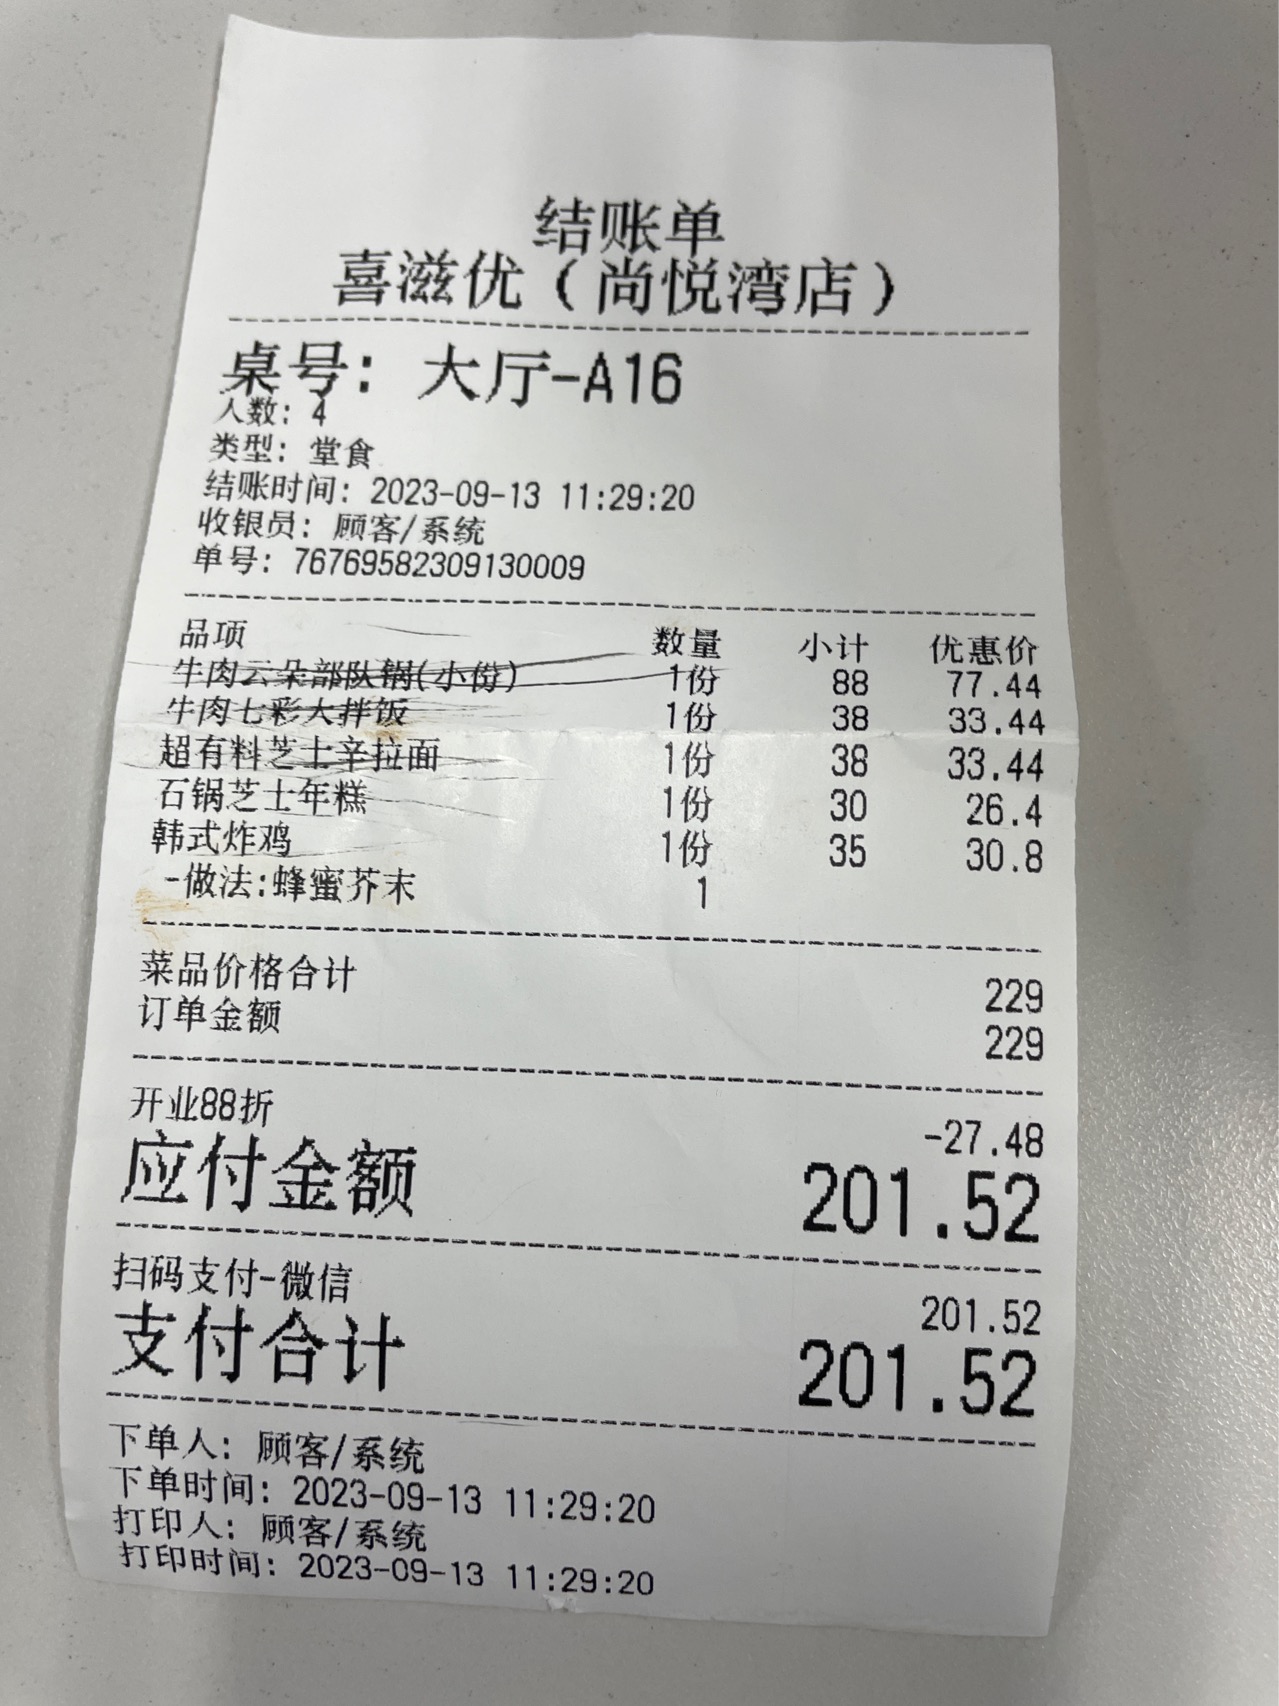 结账单
喜滋优(尚悦湾店)
桌号: 大厅-A16
人数: 4
类型: 堂食
结账时间: 2023-09-13 11:29:20
收银员: 顾客/系统
单号: 76769582309130009
品项 数量 小计 优惠价
牛肉云朵部队锅(小份) 1份 88 77.44
牛肉七彩大拌饭 1份 38 33.44
超有料芝士辛拉面 1份 38 33.44
石锅芝士年糕 1份 30 26.4
韩式炸鸡 1份 35 30.8
-做法:蜂蜜芥末 1
菜品价格合计 229
订单金额 229
开业88折 -27.48
应付金额 201.52
扫码支付-微信 201.52
支付合计 201.52
下单人: 顾客/系统
下单时间: 2023-09-13 11:29:20
打印人: 顾客/系统
打印时间: 2023-09-13 11:29:20